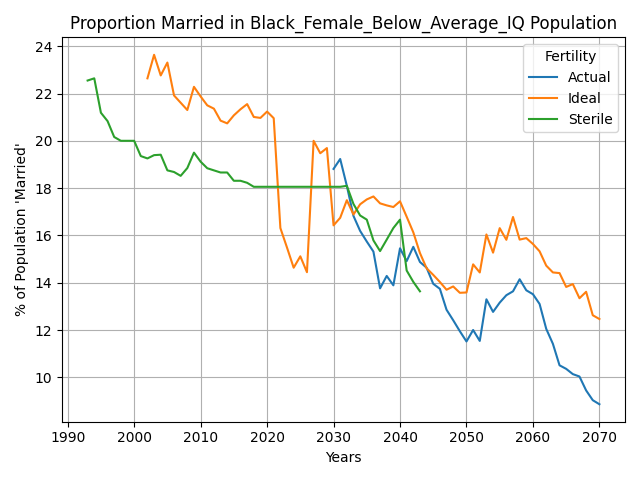 Proportion Married in Black_Female_Below_Average_IQ Population
% of Population 'Married'
24
22
20
18
16
14
12
10
Fertility
Actual
Ideal
Sterile
1990 2000 2010 2020 2030 2040 2050 2060 2070
Years